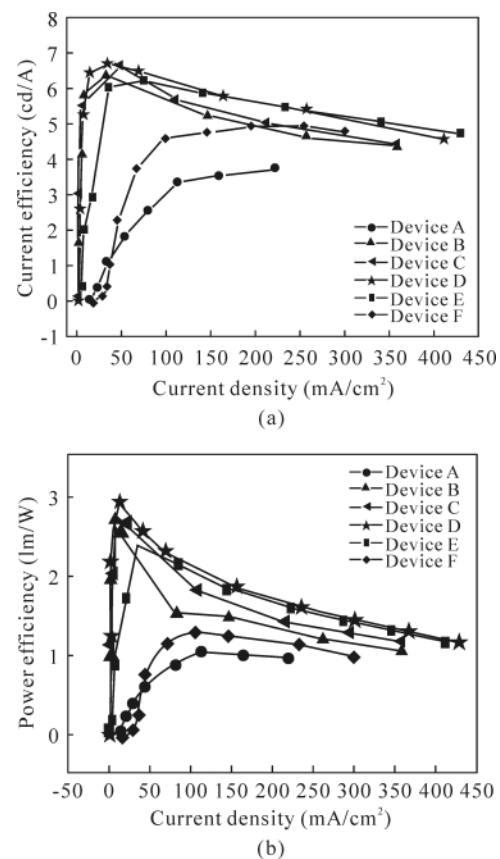 8
7
6
5
4
3
2
1
0
-1
Current efficiency (cd/A)
Device A
Device B
Device C
Device D
Device E
Device F
0 50 100 150 200 250 300 350 400 450
Current density (mA/cm²)
(a)
3
2
1
0
Power efficiency (lm/W)
Device A
Device B
Device C
Device D
Device E
Device F
-50 0 50 100 150 200 250 300 350 400 450
Current density (mA/cm²)
(b)